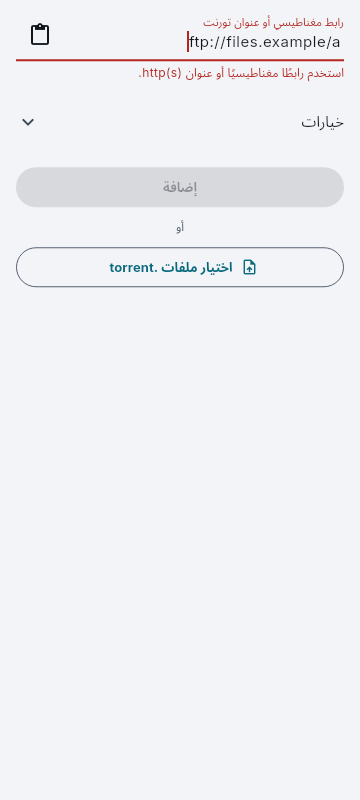 رابط مغناطيسي أو عنوان تورنت
ftp://files.example/a
استخدم رابطًا مغناطيسيًا أو عنوان http(s).
خيارات
إضافة
أو
اختيار ملفات .torrent